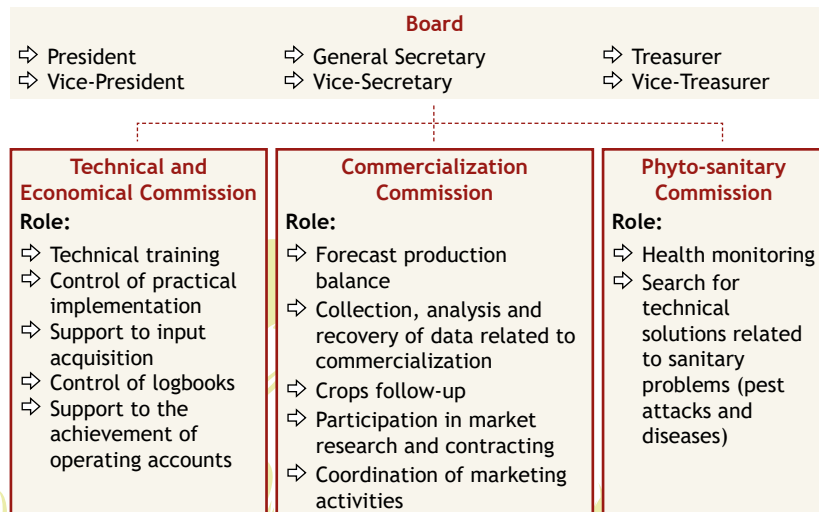 Board
⇨ President
⇨ Vice-President
⇨ General Secretary
⇨ Vice-Secretary
⇨ Treasurer
⇨ Vice-Treasurer
Technical and
Economical Commission
Role:
⇨ Technical training
⇨ Control of practical
implementation
⇨ Support to input
acquisition
⇨ Control of logbooks
⇨ Support to the
achievement of
operating accounts
Commercialization
Commission
Role:
⇨ Forecast production
balance
⇨ Collection, analysis and
recovery of data related to
commercialization
⇨ Crops follow-up
⇨ Participation in market
research and contracting
⇨ Coordination of marketing
activities
Phyto-sanitary
Commission
Role:
⇨ Health monitoring
⇨ Search for
technical
solutions related
to sanitary
problems (pest
attacks and
diseases)